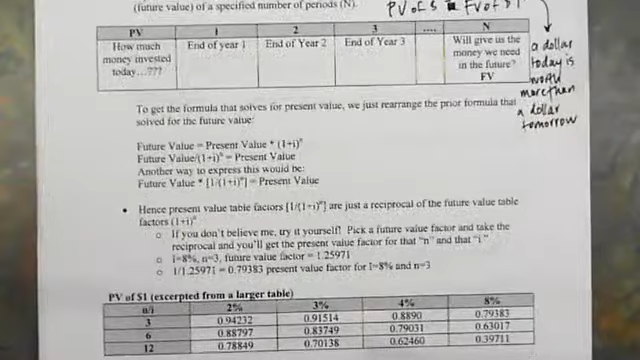 (future value) of a specified number of periods (N).
PV of $ FV of $1
PV 1 2 3 .... N
How much money invested today...??? End of year 1 End of Year 2 End of Year 3 Will give us the money we need in the future? FV
a dollar
today is
worth
more than
a dollar
tomorrow
To get the formula that solves for present value, we just rearrange the prior formula that
solved for the future value:
Future Value = Present Value * (1+i)ⁿ
Future Value/(1+i)ⁿ = Present Value
Another way to express this would be:
Future Value * [1/(1+i)ⁿ] = Present Value
• Hence present value table factors [1/(1+i)ⁿ] are just a reciprocal of the future value table
factors (1+i)ⁿ
o If you don't believe me, try it yourself! Pick a future value factor and take the
reciprocal and you'll get the present value factor for that "n" and that "i."
o I=8%, n=3, future value factor = 1.25971
o 1/1.25971 = 0.79383 present value factor for I=8% and n=3
PV of $1 (excerpted from a larger table)
n/i 2% 3% 4% 8%
3 0.94232 0.91514 0.8890 0.79383
6 0.88797 0.83749 0.79031 0.63017
12 0.78849 0.70138 0.62460 0.39711